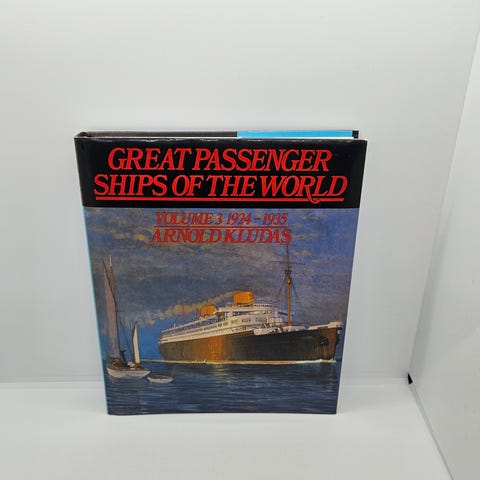 GREAT PASSENGER
SHIPS OF THE WORLD
VOLUME 3 1924-1935
ARNOLD KLUDAS